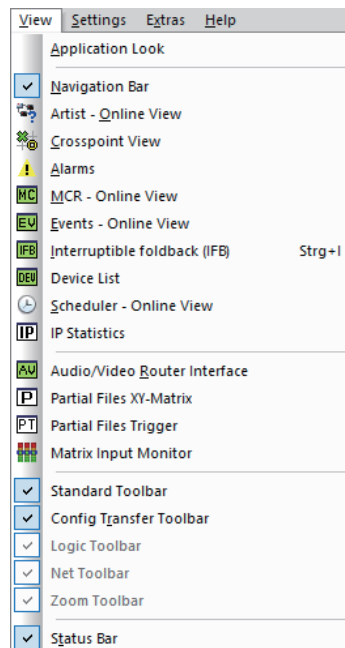 View Settings Extras Help
Application Look
Navigation Bar
Artist - Online View
Crosspoint View
Alarms
MC MCR - Online View
EV Events - Online View
IFB Interruptible foldback (IFB) Strg+I
DEV Device List
Scheduler - Online View
IP IP Statistics
AV Audio/Video Router Interface
P Partial Files XY-Matrix
PT Partial Files Trigger
Matrix Input Monitor
Standard Toolbar
Config Transfer Toolbar
Logic Toolbar
Net Toolbar
Zoom Toolbar
Status Bar